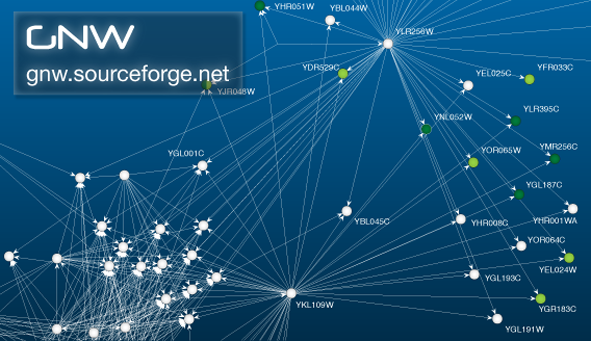 GNW
gnw.sourceforge.net
YHR051W
YBL044W
YLR256W
YDR529C
YJR048W
YEL025C
YFR033C
YLR395C
YNL052W
YOR065W
YMR256C
YGL001C
YGL187C
YBL045C
YHR008C
YHR001WA
YOR064C
YEL024W
YGL193C
YKL109W
YGR183C
YGL191W